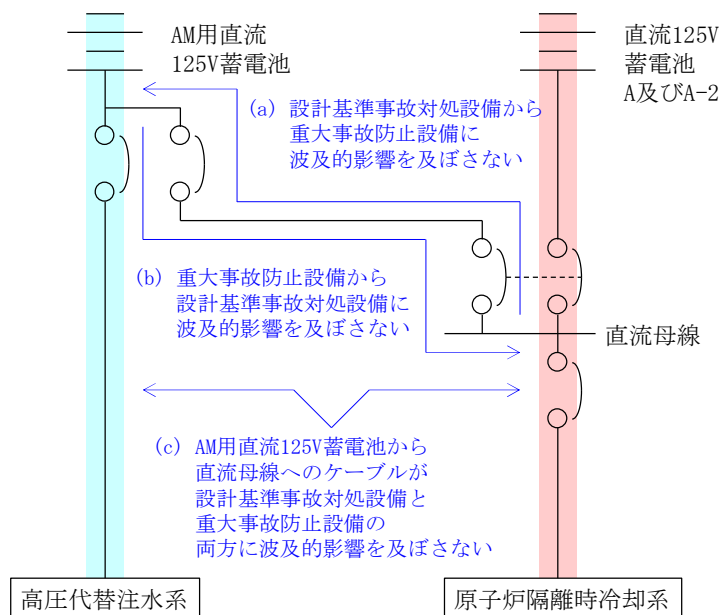 AM用直流
125V蓄電池
直流125V
蓄電池
A及びA-2
(a) 設計基準事故対処設備から
重大事故防止設備に
波及的影響を及ぼさない
(b) 重大事故防止設備から
設計基準事故対処設備に
波及的影響を及ぼさない
直流母線
(c) AM用直流125V蓄電池から
直流母線へのケーブルが
設計基準事故対処設備と
重大事故防止設備の
両方に波及的影響を及ぼさない
高圧代替注水系
原子炉隔離時冷却系